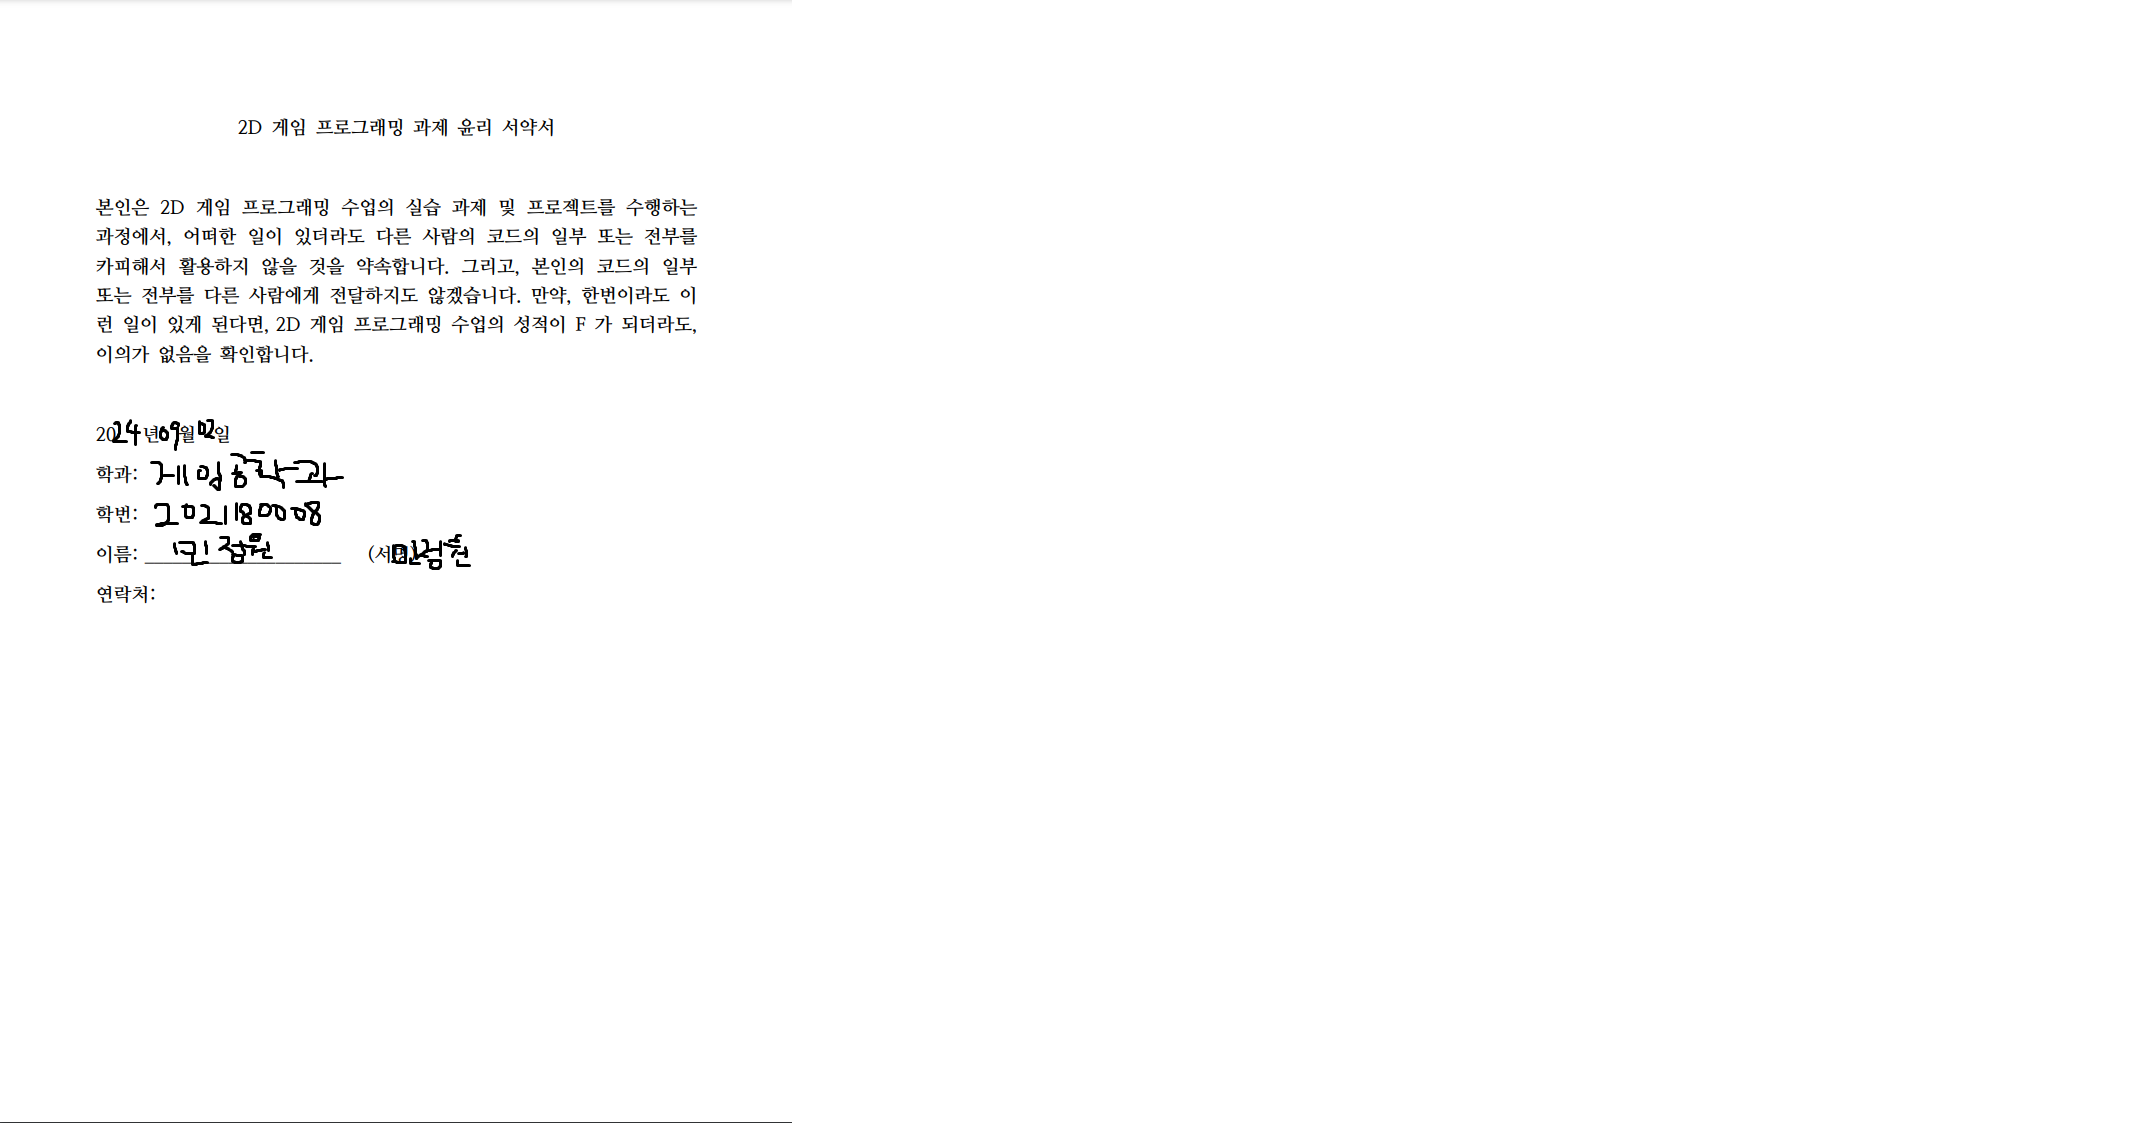 2D 게임 프로그래밍 과제 윤리 서약서
본인은 2D 게임 프로그래밍 수업의 실습 과제 및 프로젝트를 수행하는
과정에서, 어떠한 일이 있더라도 다른 사람의 코드의 일부 또는 전부를
카피해서 활용하지 않을 것을 약속합니다. 그리고, 본인의 코드의 일부
또는 전부를 다른 사람에게 전달하지도 않겠습니다. 만약, 한번이라도 이
런 일이 있게 된다면, 2D 게임 프로그래밍 수업의 성적이 F 가 되더라도,
이의가 없음을 확인합니다.
2024년 09월 02일
학과: 게임공학과
학번: 2021180008
이름: 민정원 (서명)
연락처: